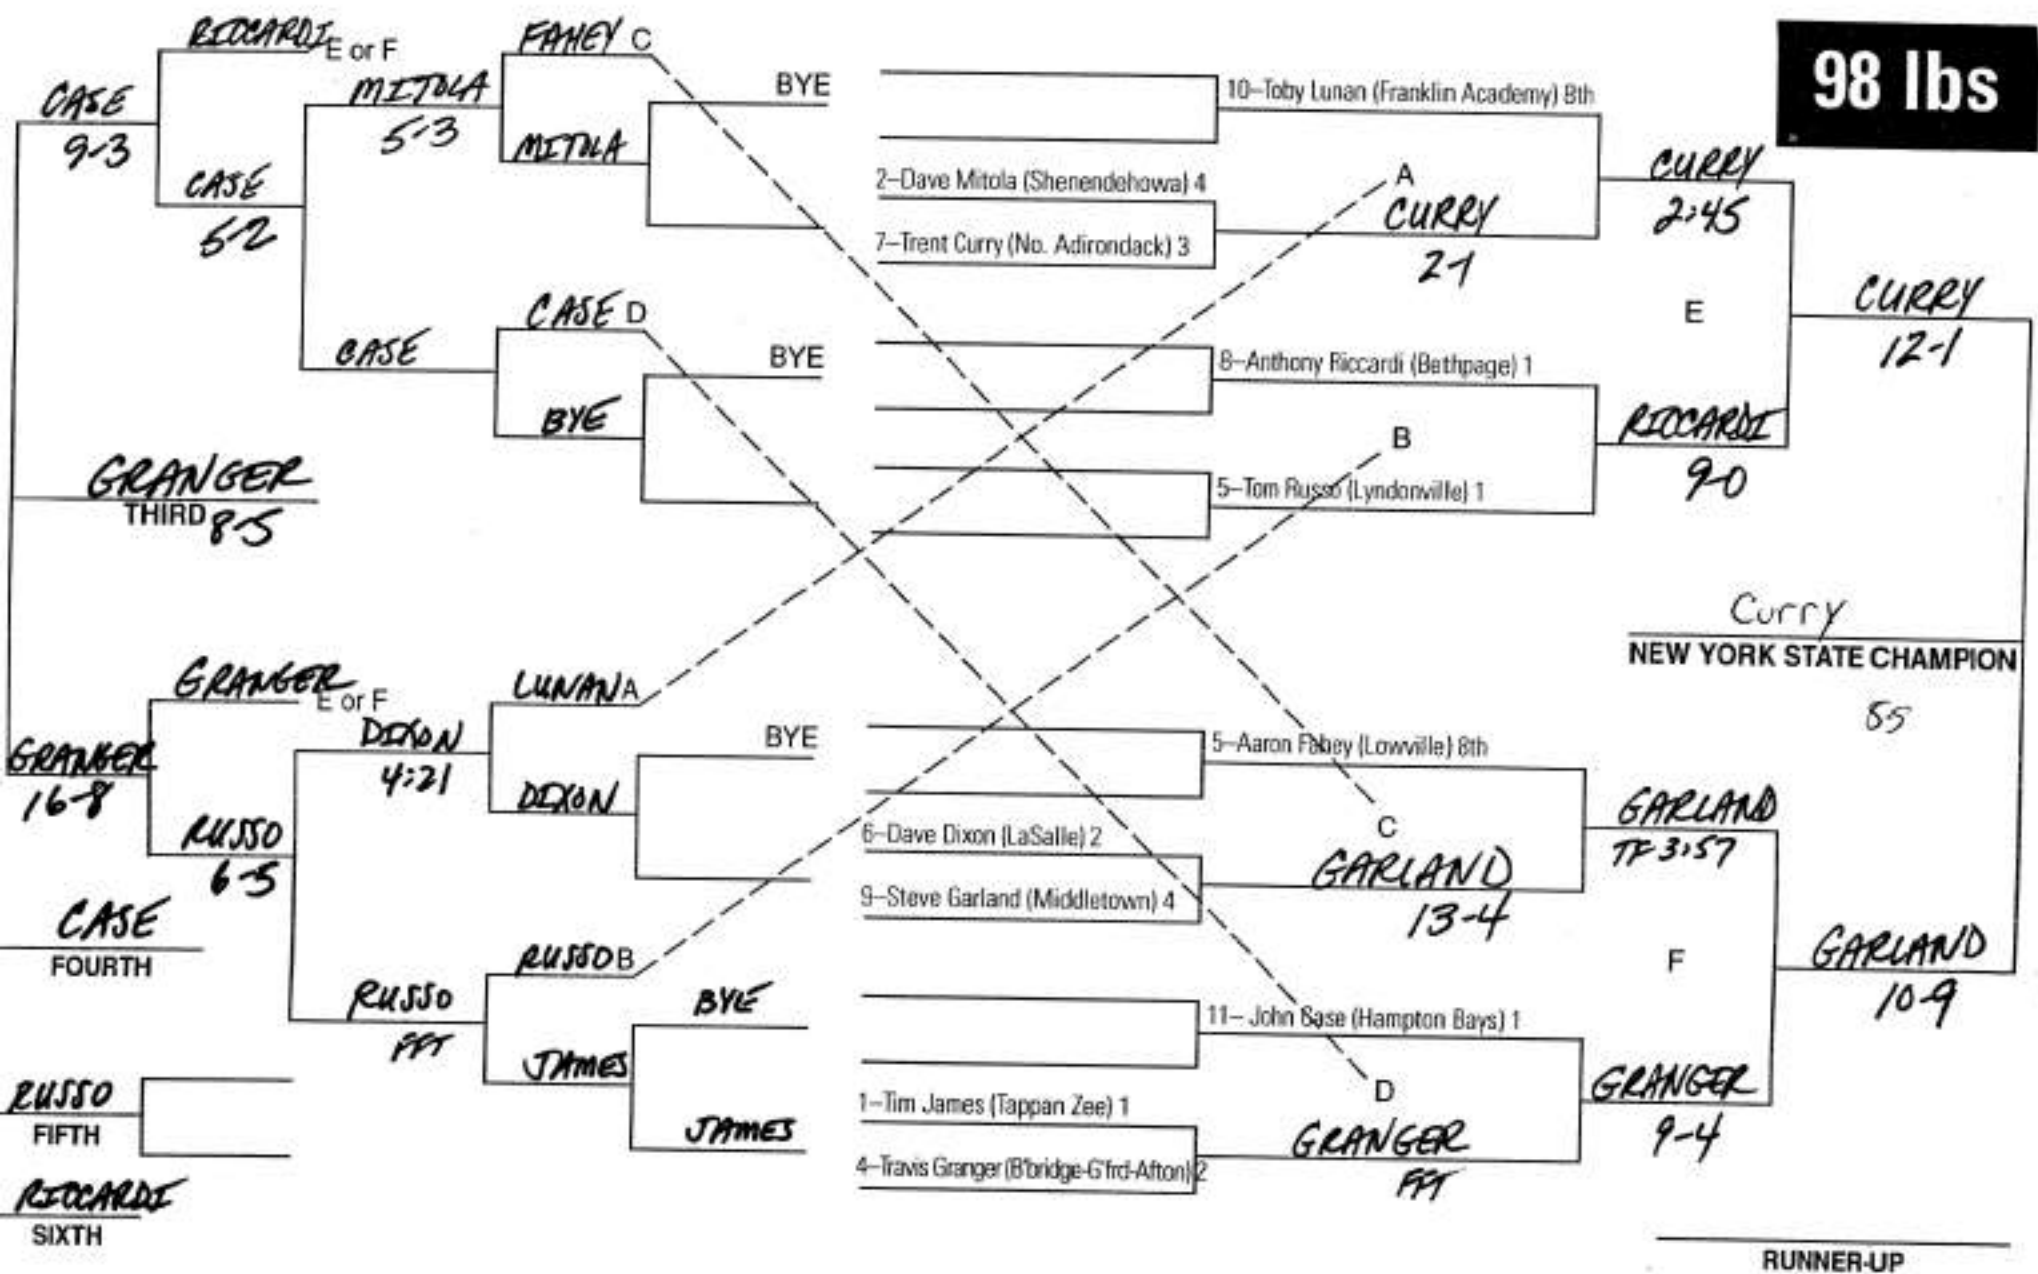 98 lbs
RICCARDI
E or F
CASE
9-3
CASE
5-2
MITOLA
5-3
CASE
FAHEY C
MITOLA
CASE D
BYE
BYE
BYE
GRANGER
THIRD 8-5
GRANGER
E or F
GRANGER
16-8
RUSSO
6-5
DIXON
4:21
RUSSO
FFT
LUNAN A
DIXON
RUSSO B
JAMES
BYE
BYE
JAMES
CASE
FOURTH
RUSSO
FIFTH
RICCARDI
SIXTH
10–Toby Lunan (Franklin Academy) 8th
2–Dave Mitola (Shenendehowa) 4
7–Trent Curry (No. Adirondack) 3
A
CURRY
2-1
8–Anthony Riccardi (Bethpage) 1
5–Tom Russo (Lyndonville) 1
B
5–Aaron Fahey (Lowville) 8th
6–Dave Dixon (LaSalle) 2
9–Steve Garland (Middletown) 4
C
GARLAND
13-4
11– John Case (Hampton Bays) 1
1–Tim James (Tappan Zee) 1
4–Travis Granger (B'bridge-G'frd-Afton) 2
D
GRANGER
FFT
CURRY
2:45
E
RICCARDI
9-0
GARLAND
TF 3:57
F
GRANGER
9-4
CURRY
12-1
GARLAND
10-9
Curry
NEW YORK STATE CHAMPION
RUNNER-UP